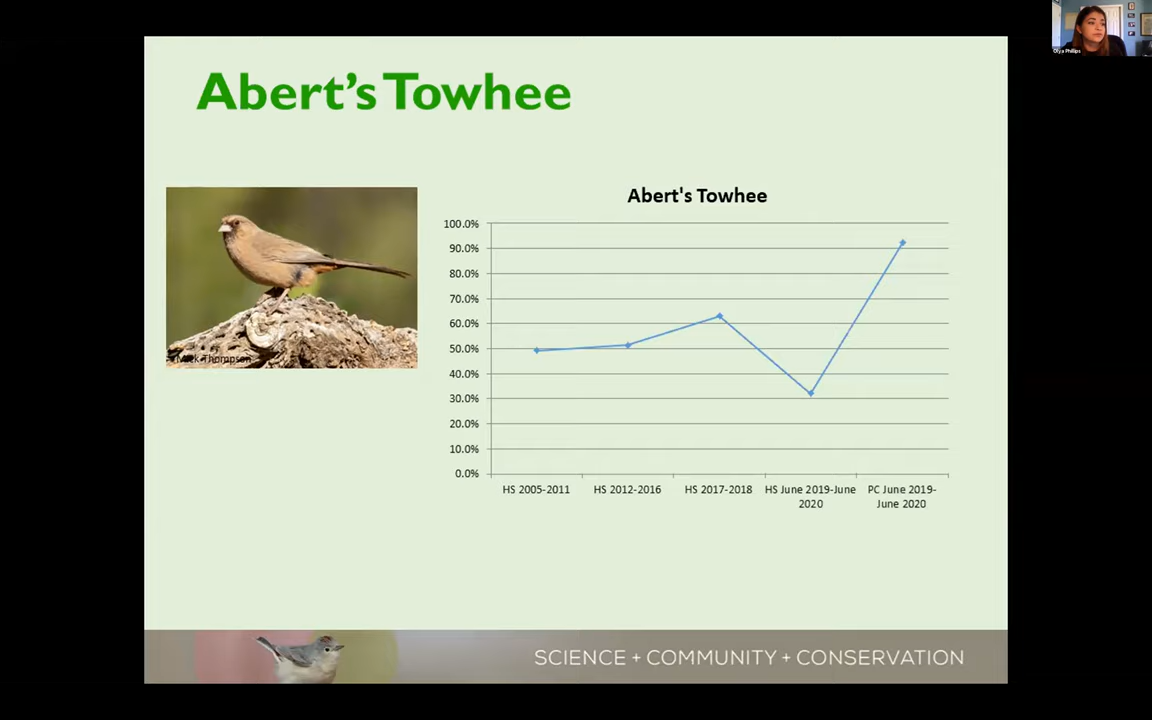 Olya Phillips
Abert's Towhee
Mick Thompson
Abert's Towhee
100.0%
90.0%
80.0%
70.0%
60.0%
50.0%
40.0%
30.0%
20.0%
10.0%
0.0%
HS 2005-2011
HS 2012-2016
HS 2017-2018
HS June 2019-June
2020
PC June 2019-
June 2020
SCIENCE + COMMUNITY + CONSERVATION